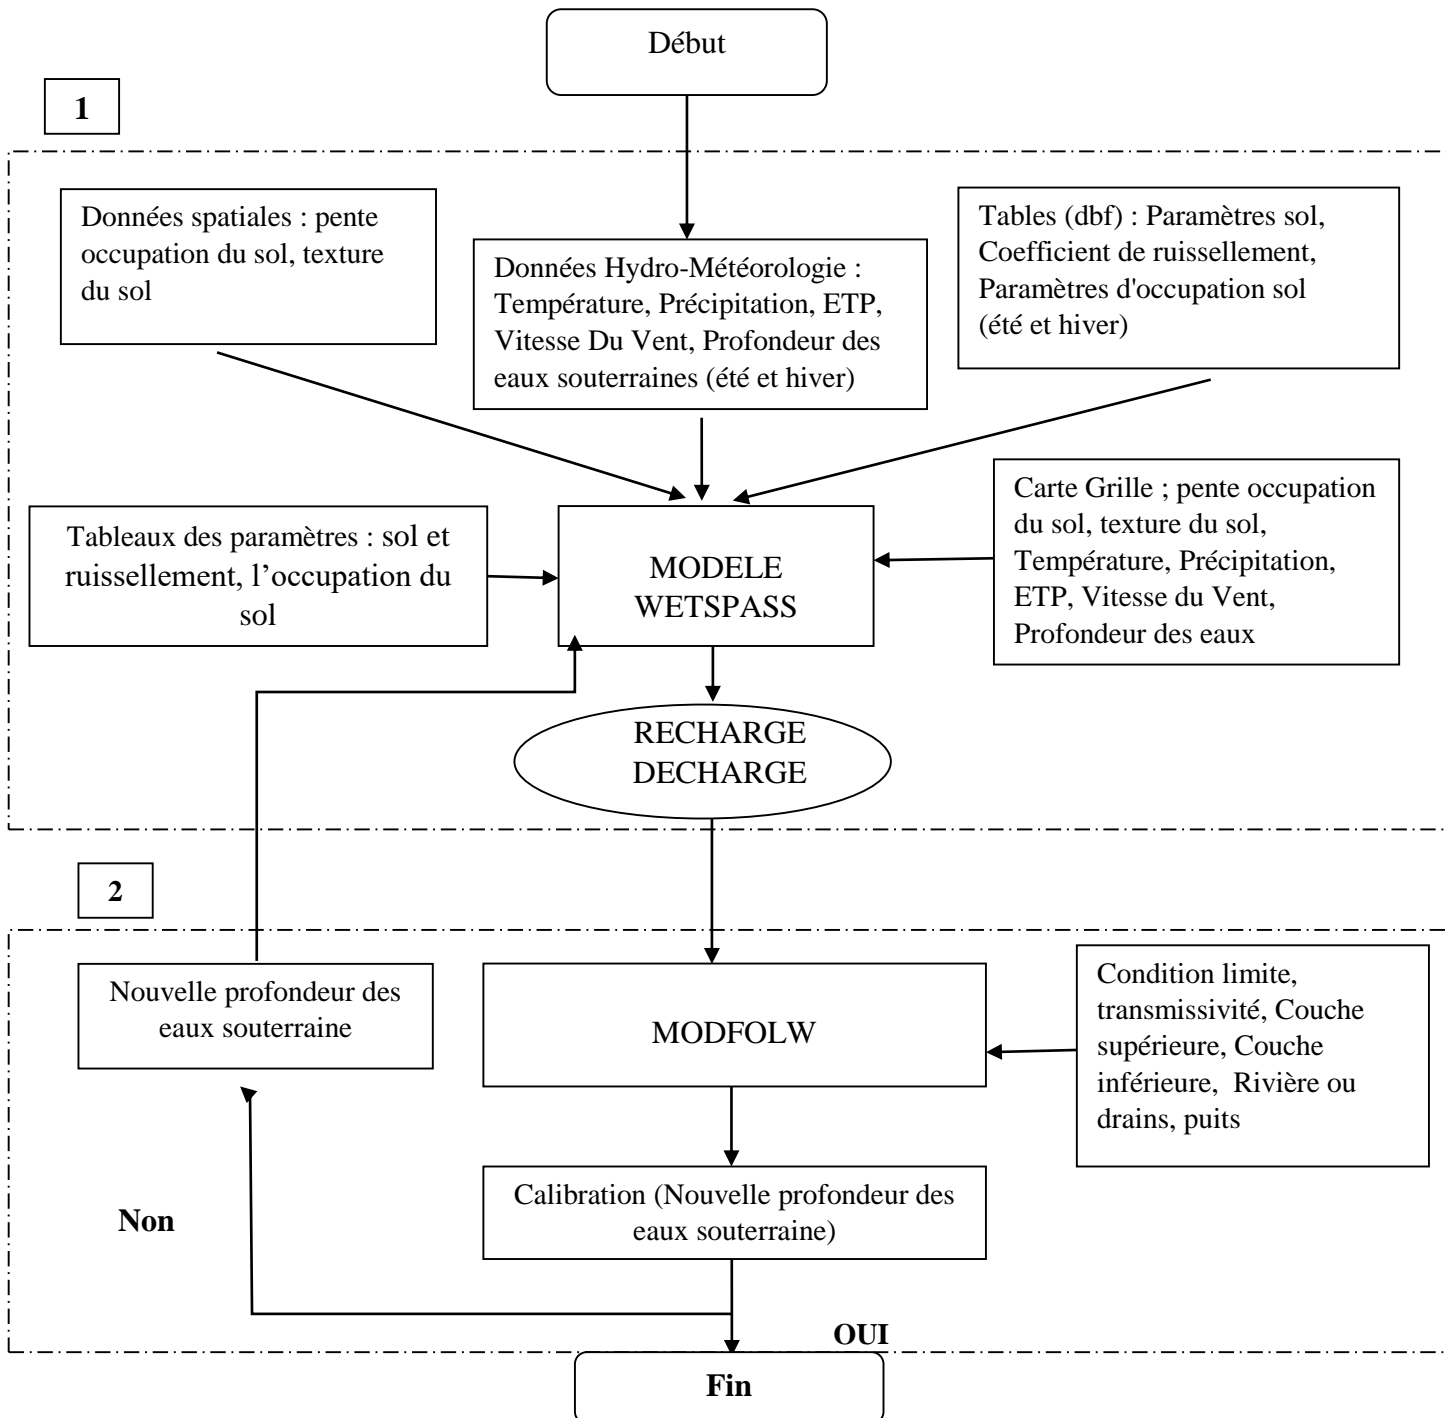 Début
1
Données spatiales : pente
occupation du sol, texture
du sol
Données Hydro-Météorologie :
Température, Précipitation, ETP,
Vitesse Du Vent, Profondeur des
eaux souterraines (été et hiver)
Tables (dbf) : Paramètres sol,
Coefficient de ruissellement,
Paramètres d'occupation sol
(été et hiver)
Tableaux des paramètres : sol et
ruissellement, l’occupation du
sol
MODELE
WETSPASS
Carte Grille ; pente occupation
du sol, texture du sol,
Température, Précipitation,
ETP, Vitesse du Vent,
Profondeur des eaux
RECHARGE
DECHARGE
2
Nouvelle profondeur des
eaux souterraine
MODFOLW
Condition limite,
transmissivité, Couche
supérieure, Couche
inférieure, Rivière ou
drains, puits
Calibration (Nouvelle profondeur des
eaux souterraine)
Non
OUI
Fin